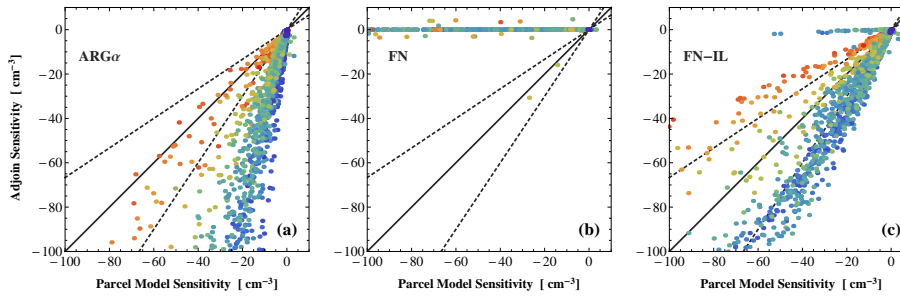 ARGα
FN
FN−IL
0
−20
−40
−60
−80
−100
0
−20
−40
−60
−80
−100
0
−20
−40
−60
−80
−100
Adjoin Sensitivity [ cm−3]
(a)
(b)
(c)
−100 −80 −60 −40 −20 0
−100 −80 −60 −40 −20 0
−100 −80 −60 −40 −20 0
Parcel Model Sensitivity [ cm−3]
Parcel Model Sensitivity [ cm−3]
Parcel Model Sensitivity [ cm−3]